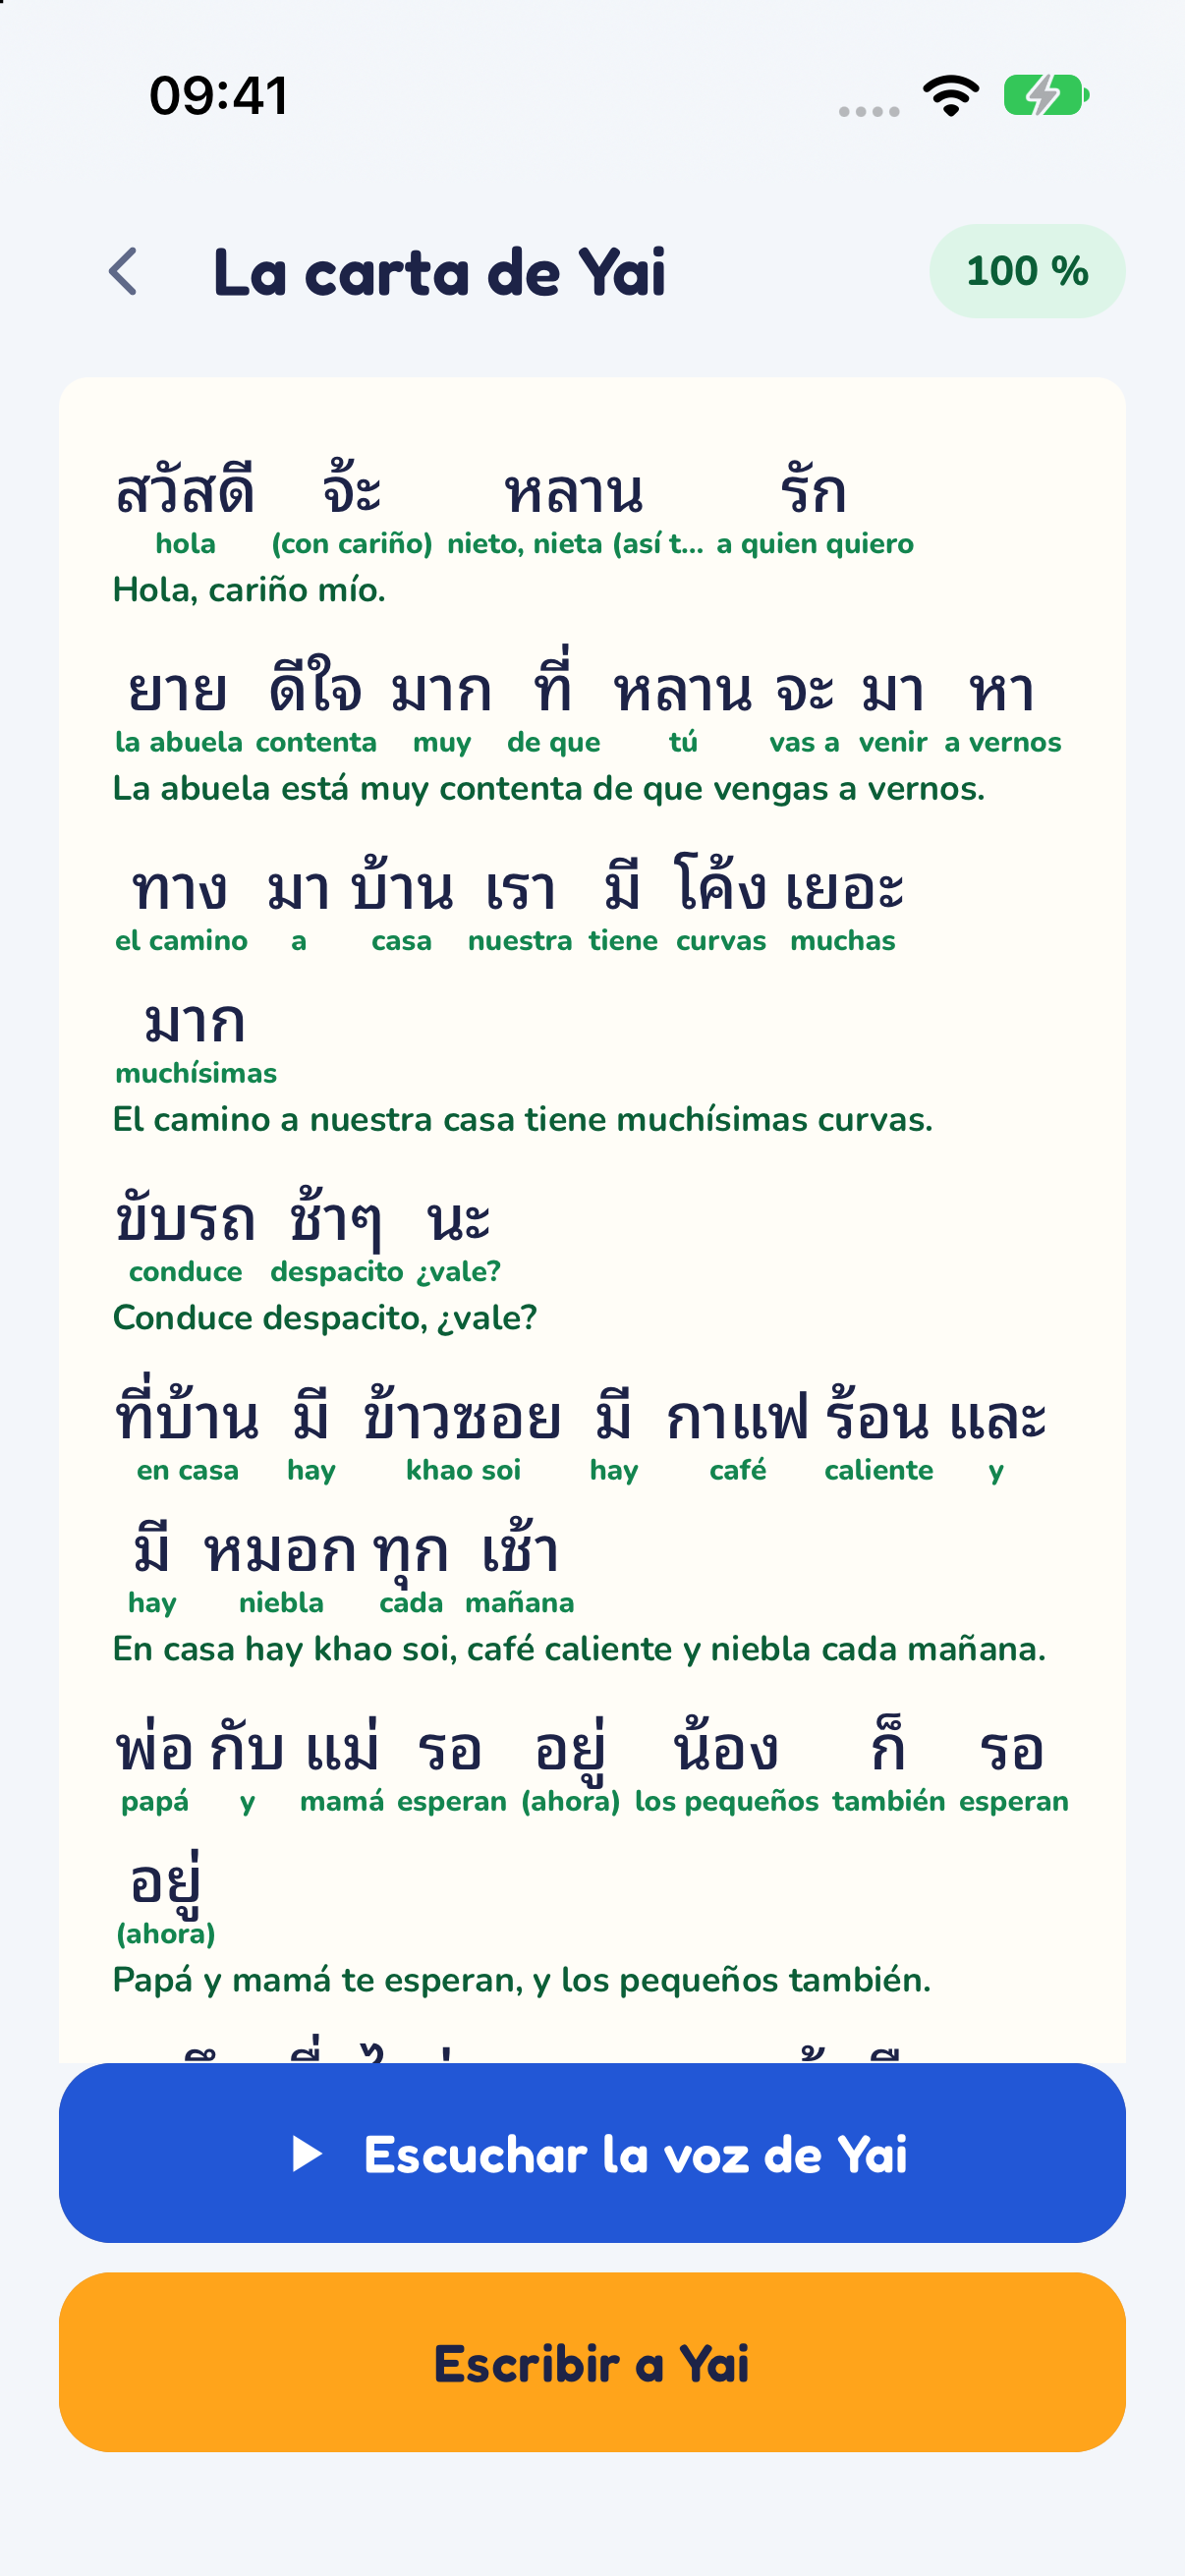 09:41
La carta de Yai
100 %
สวัสดี จ้ะ หลาน รัก
hola (con cariño) nieto, nieta (así t... a quien quiero
Hola, cariño mío.
ยาย ดีใจ มาก ที่ หลาน จะ มา หา
la abuela contenta muy de que tú vas a venir a vernos
La abuela está muy contenta de que vengas a vernos.
ทาง มา บ้าน เรา มี โค้ง เยอะ
el camino a casa nuestra tiene curvas muchas
มาก
muchísimas
El camino a nuestra casa tiene muchísimas curvas.
ขับรถ ช้าๆ นะ
conduce despacito ¿vale?
Conduce despacito, ¿vale?
ที่บ้าน มี ข้าวซอย มี กาแฟ ร้อน และ
en casa hay khao soi hay café caliente y
มี หมอก ทุก เช้า
hay niebla cada mañana
En casa hay khao soi, café caliente y niebla cada mañana.
พ่อ กับ แม่ รอ อยู่ น้อง ก็ รอ
papá y mamá esperan (ahora) los pequeños también esperan
อยู่
(ahora)
Papá y mamá te esperan, y los pequeños también.
Escuchar la voz de Yai
Escribir a Yai